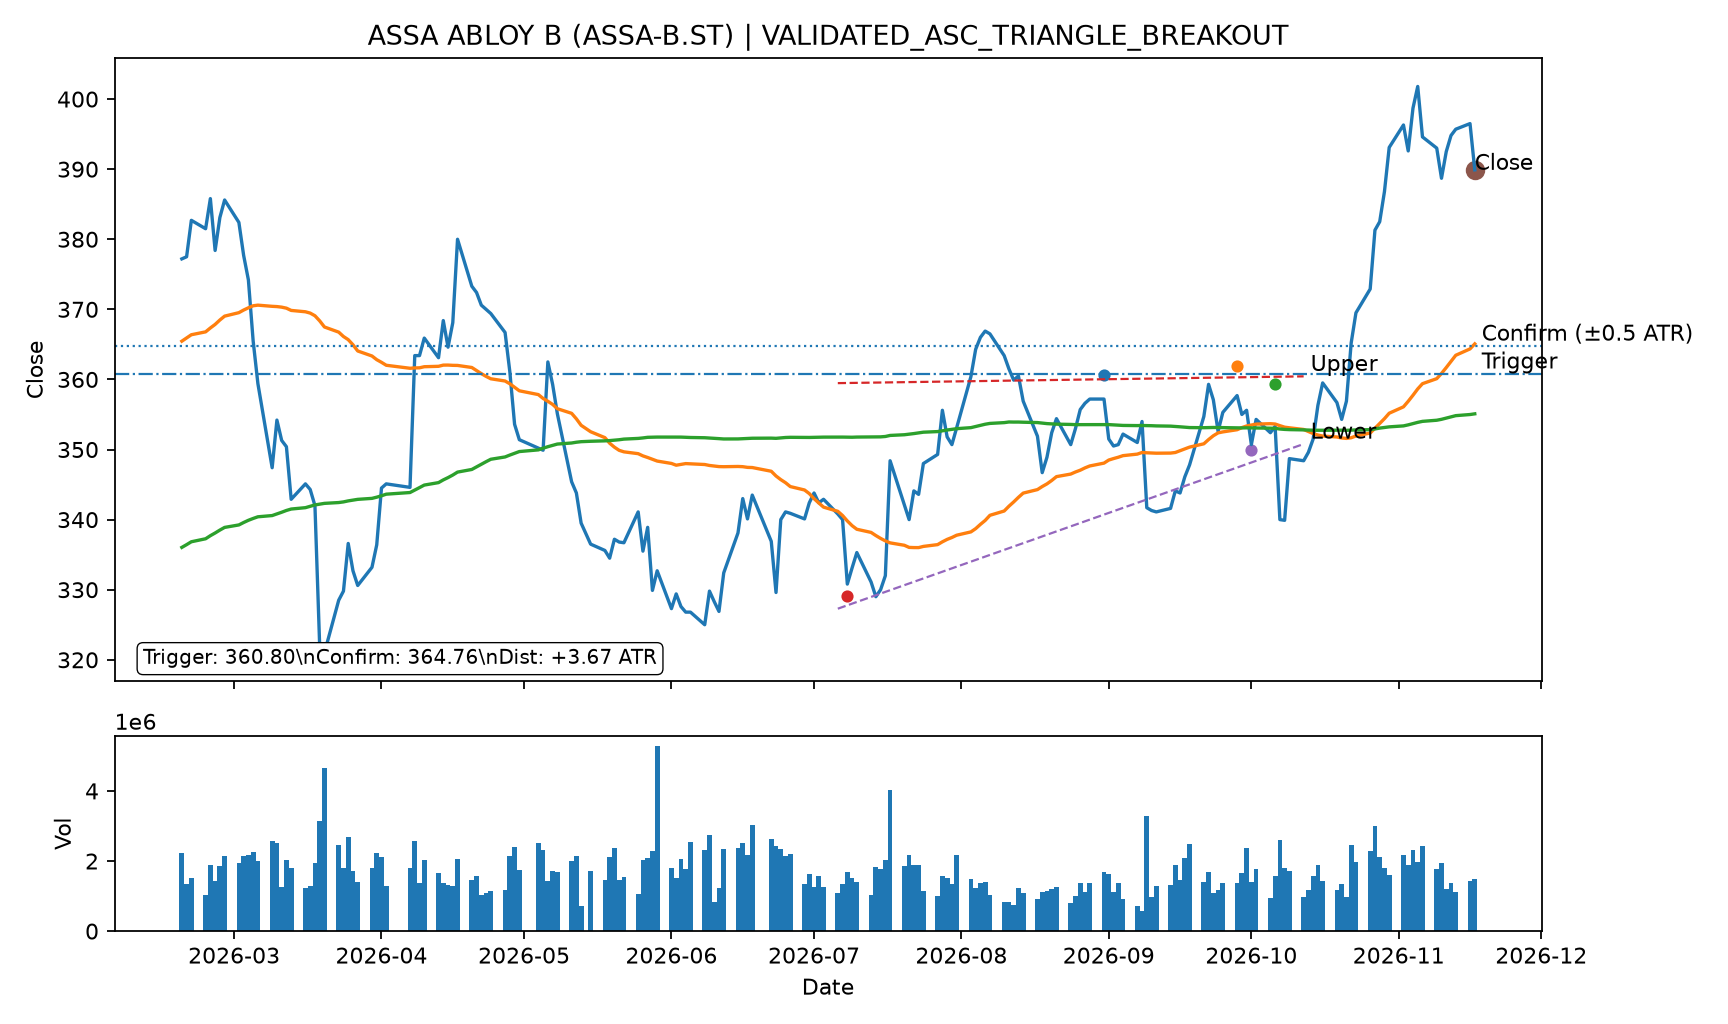 ASSA ABLOY B (ASSA-B.ST) | VALIDATED_ASC_TRIANGLE_BREAKOUT
400
390
380
370
360
350
340
330
320
Close
Close
Confirm (±0.5 ATR)
Trigger
Upper
Lower
Trigger: 360.80\nConfirm: 364.76\nDist: +3.67 ATR
1e6
4
2
0
Vol
2026-03 2026-04 2026-05 2026-06 2026-07 2026-08 2026-09 2026-10 2026-11 2026-12
Date